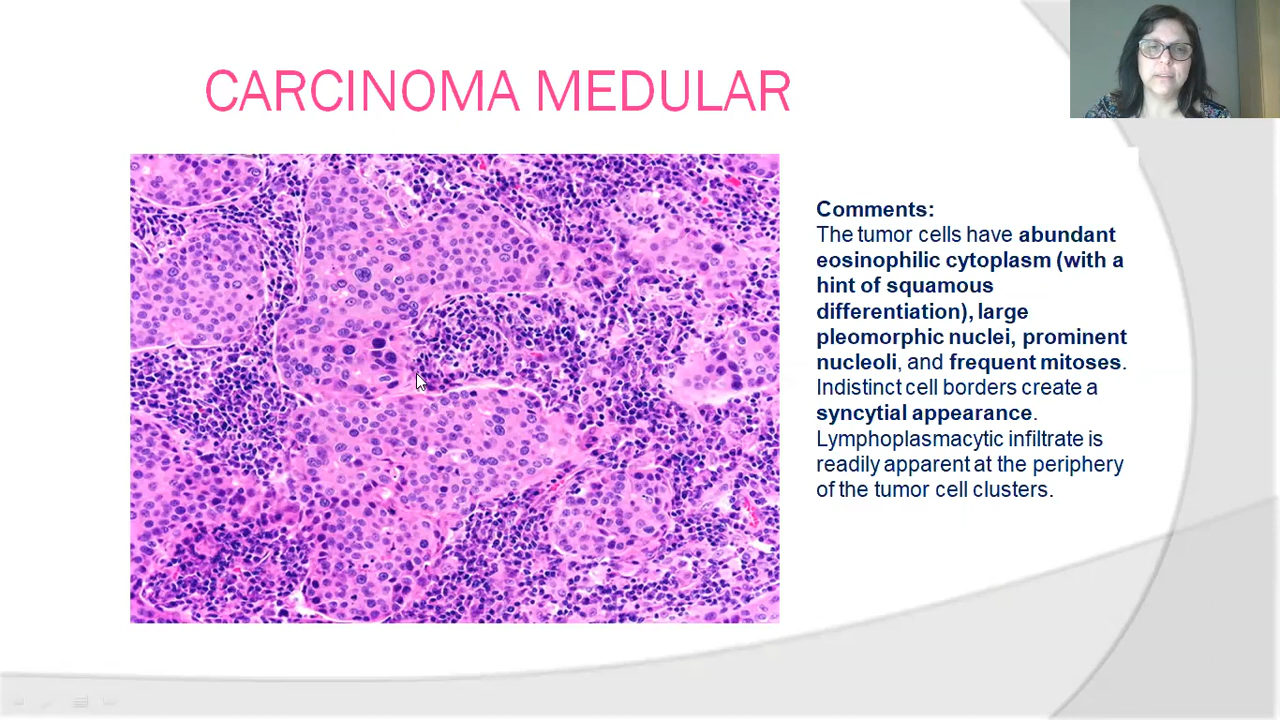 CARCINOMA MEDULAR
Comments:
The tumor cells have abundant
eosinophilic cytoplasm (with a
hint of squamous
differentiation), large
pleomorphic nuclei, prominent
nucleoli, and frequent mitoses.
Indistinct cell borders create a
syncytial appearance.
Lymphoplasmacytic infiltrate is
readily apparent at the periphery
of the tumor cell clusters.